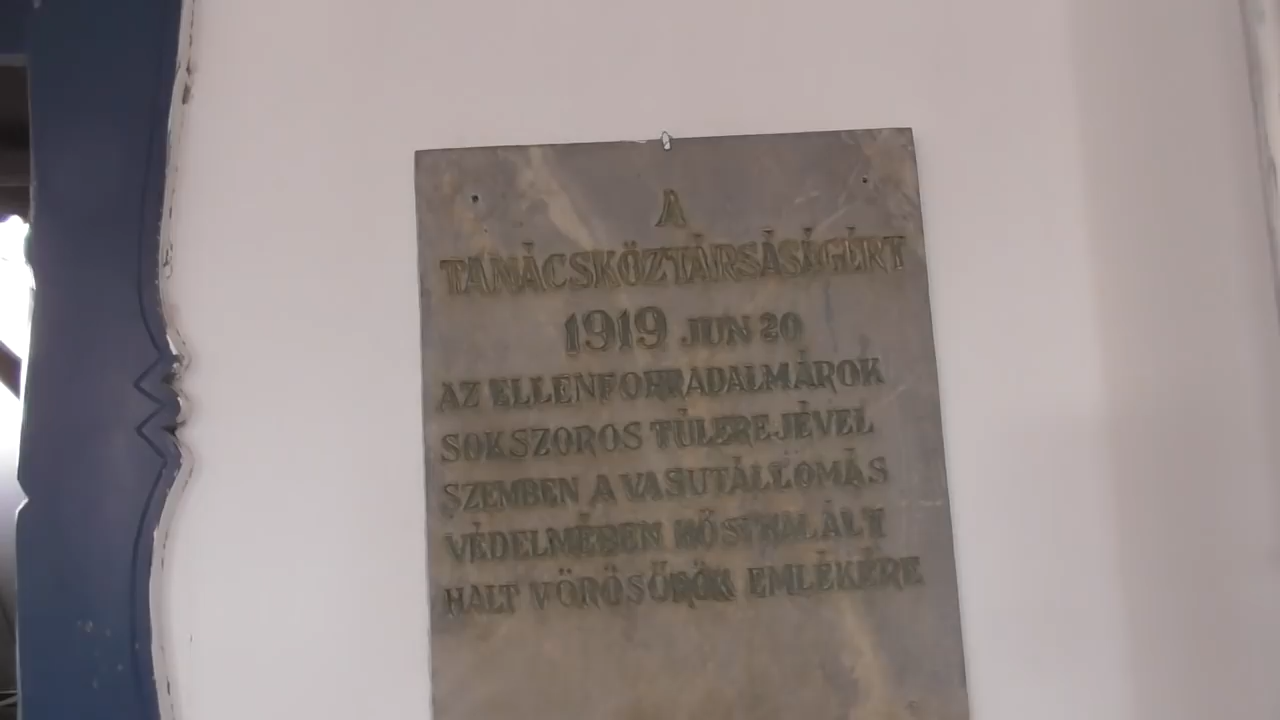 A
TANÁCSKÖZTÁRSASÁGÉRT
1919 JUN 20
AZ ELLENFORRADALMÁROK
SOKSZOROS TÚLEREJÉVEL
SZEMBEN A VASUTÁLLOMÁS
VÉDELMÉBEN HŐSI HALÁLT
HALT VÖRÖSŐRÖK EMLÉKÉRE